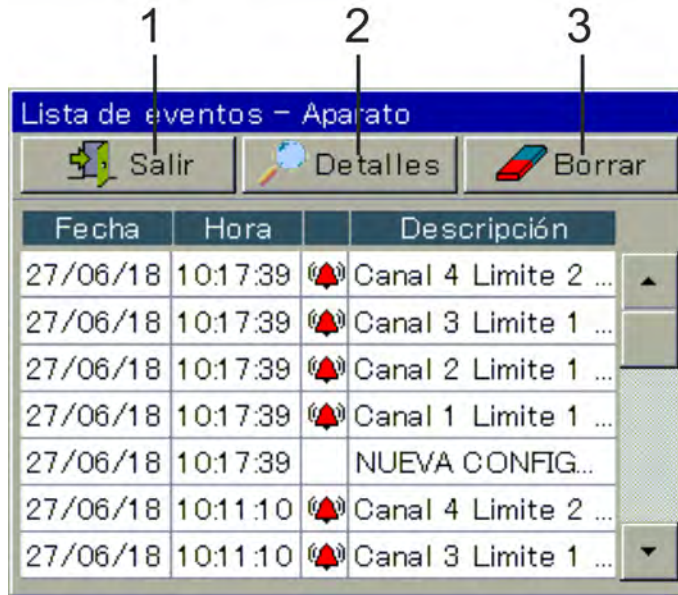 1 2 3
Lista de eventos - Aparato
Salir Detalles Borrar
Fecha Hora Descripción
27/06/18 10:17:39 Canal 4 Limite 2 ...
27/06/18 10:17:39 Canal 3 Limite 1 ...
27/06/18 10:17:39 Canal 2 Limite 1 ...
27/06/18 10:17:39 Canal 1 Limite 1 ...
27/06/18 10:17:39 NUEVA CONFIG...
27/06/18 10:11:10 Canal 4 Limite 2 ...
27/06/18 10:11:10 Canal 3 Limite 1 ...